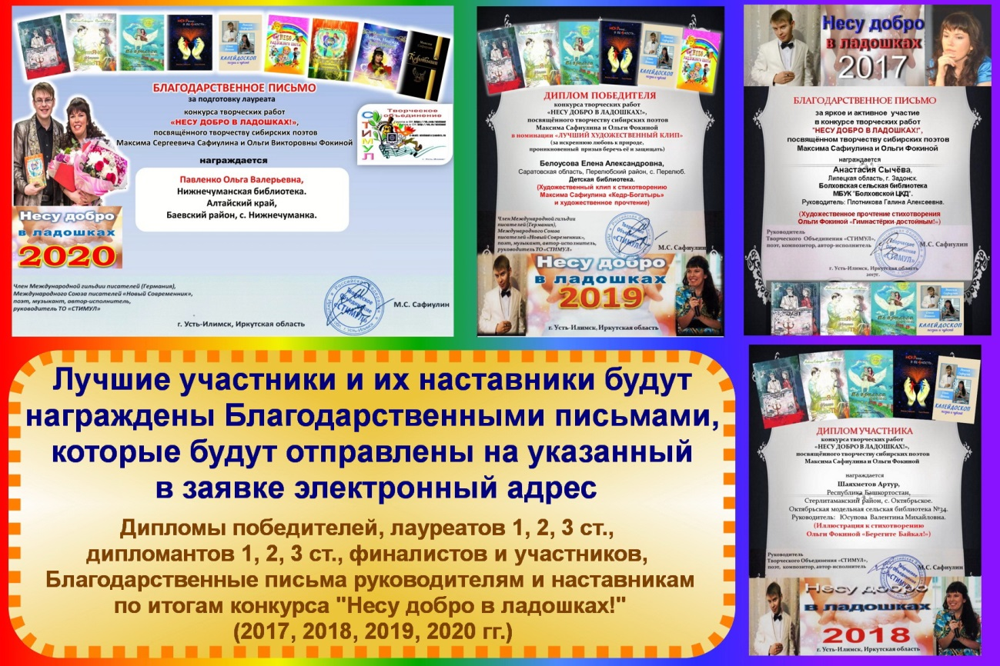 БЛАГОДАРСТВЕННОЕ ПИСЬМО
за подготовку лауреата
конкурса творческих работ
«НЕСУ ДОБРО В ЛАДОШКАХ!»,
посвящённого творчеству сибирских поэтов
Максима Сергеевича Сафиулина и Ольги Викторовны Фокиной
награждается
Павленко Ольга Валерьевна,
Нижнечуманская библиотека.
Алтайский край,
Баевский район, с. Нижнечуманка.
КАЛЕЙДОСКОП
СТИМУЛ
Творческое
объединение
Несу добро
в ладошках
2020
Член Международной гильдии писателей (Германия),
Международного Союза писателей «Новый Современник»,
поэт, музыкант, автор-исполнитель,
руководитель ТО «СТИМУЛ»
М.С. Сафиулин
г. Усть-Илимск, Иркутская область
КАЛЕЙДОСКОП
ДИПЛОМ ПОБЕДИТЕЛЯ
конкурса творческих работ
«НЕСУ ДОБРО В ЛАДОШКАХ!»,
посвящённого творчеству сибирских поэтов
Максима Сафиулина и Ольги Фокиной
в номинации «ЛУЧШИЙ ХУДОЖЕСТВЕННЫЙ КЛИП»
(за искреннюю любовь к природе,
проникновенный призыв беречь её и защищать)
Белоусова Елена Александровна,
Саратовская область, Перелюбский район, с. Перелюб.
Детская библиотека.
(Художественный клип к стихотворению
Максима Сафиулина «Кедр-Богатырь»
и художественное прочтение)
Член Международной гильдии
писателей (Германия),
Международного Союза
писателей «Новый Современник»,
поэт, музыкант, автор-исполнитель,
руководитель ТО «СТИМУЛ»
М.С. Сафиулин
Несу добро
в ладошках
2019
г. Усть-Илимск, Иркутская область
Несу добро
в ладошках
2017
БЛАГОДАРСТВЕННОЕ ПИСЬМО
за яркое и активное участие
в конкурсе творческих работ
"НЕСУ ДОБРО В ЛАДОШКАХ!",
посвящённом творчеству сибирских поэтов
Максима Сафиулина и Ольги Фокиной
награждается
Анастасия Сычёва.
Липецкая область, г. Задонск.
Болховская сельская библиотека
МБУК "Болховской ЦКД".
Руководитель: Плотникова Галина Алексеевна.
(Художественное прочтение стихотворения
Ольги Фокиной «Гимнастёрки достойным!»)
Руководитель
Творческого Объединения «СТИМУЛ»,
поэт, композитор, автор-исполнитель
М.С. Сафиулин
г. Усть-Илимск, Иркутская область
2017г.
КАЛЕЙДОСКОП
Лучшие участники и их наставники будут
награждены Благодарственными письмами,
которые будут отправлены на указанный
в заявке электронный адрес
Дипломы победителей, лауреатов 1, 2, 3 ст.,
дипломантов 1, 2, 3 ст., финалистов и участников,
Благодарственные письма руководителям и наставникам
по итогам конкурса "Несу добро в ладошках!"
(2017, 2018, 2019, 2020 гг.)
КАЛЕЙДОСКОП
ДИПЛОМ УЧАСТНИКА
конкурса творческих работ
«НЕСУ ДОБРО В ЛАДОШКАХ!»,
посвящённого творчеству сибирских поэтов
Максима Сафиулина и Ольги Фокиной
награждается
Шаяхметов Артур,
Республика Башкортостан,
Стерлитамакский район, с. Октябрьское.
Октябрьская модельная сельская библиотека №34.
Руководитель: Юсупова Валентина Михайловна.
(Иллюстрация к стихотворению
Ольги Фокиной «Берегите Байкал!»)
Руководитель
Творческого Объединения «СТИМУЛ»,
поэт, композитор, автор-исполнитель
М.С. Сафиулин
Несу добро
в ладошках
2018
г. Усть-Илимск, Иркутская область